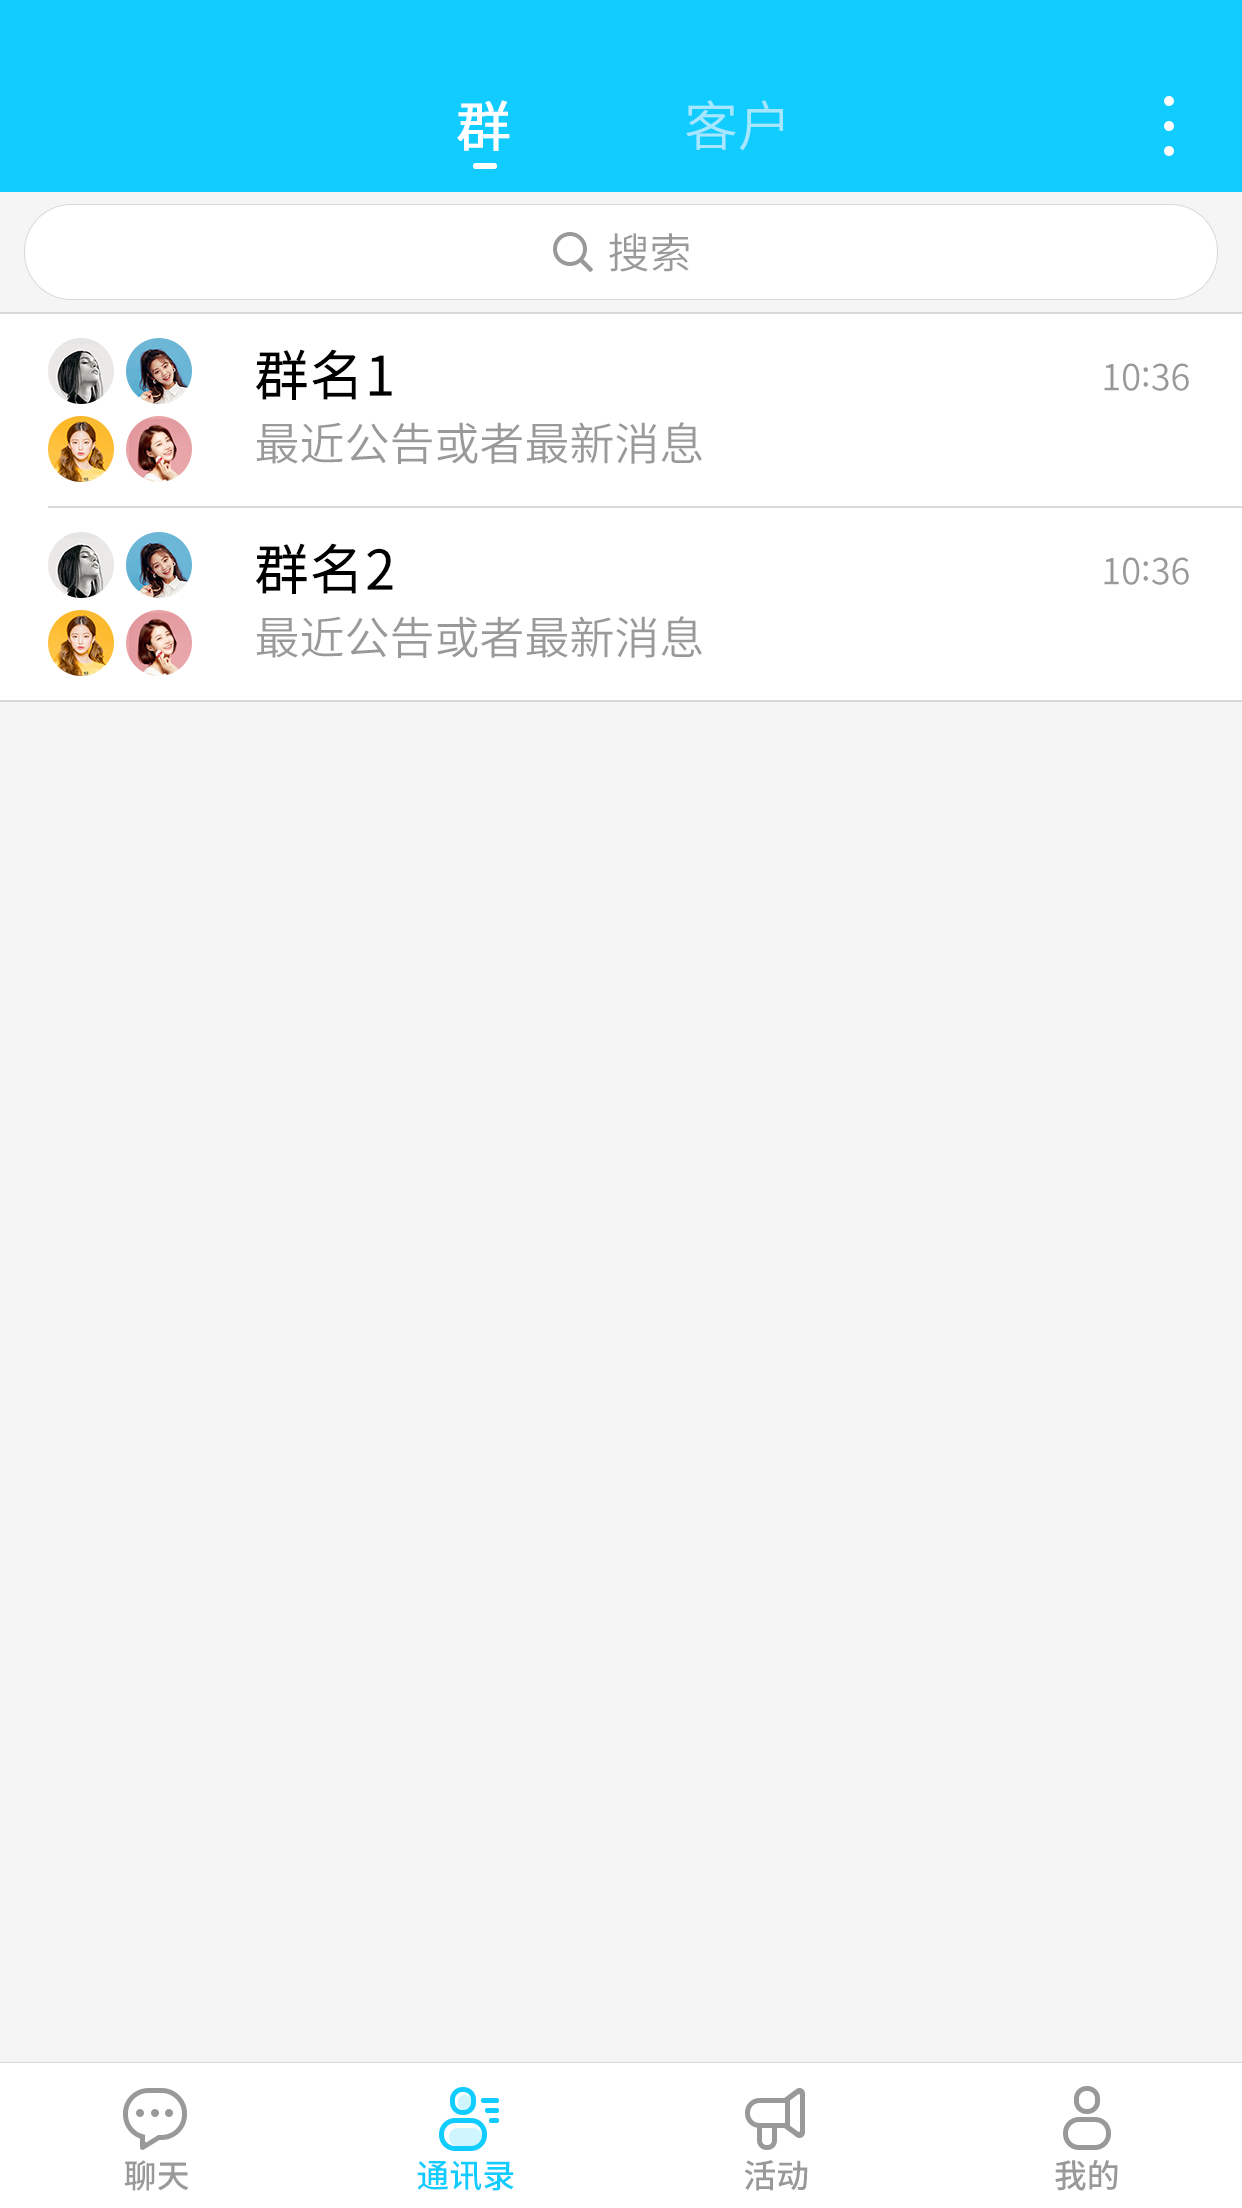 群 客户
搜索
群名1 10:36
最近公告或者最新消息
群名2 10:36
最近公告或者最新消息
聊天 通讯录 活动 我的